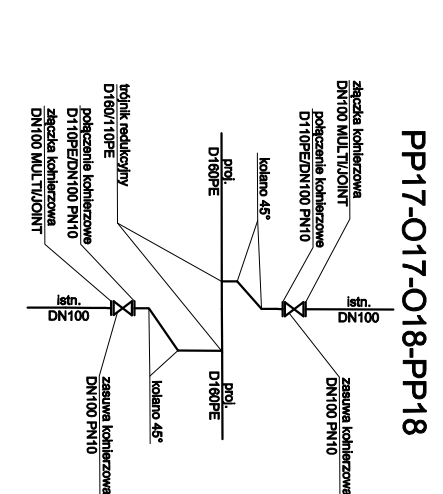 PP17-O17-O18-PP18
złączka kołnierzowa
DN100 MULTI/JOINT
połączenie kołnierzowe
D110PE/DN100 PN10
kolano 45°
proj.
D160PE
trójnik redukcyjny
D160/110PE
połączenie kołnierzowe
D110PE/DN100 PN10
złączka kołnierzowa
DN100 MULTI/JOINT
istn.
DN100
istn.
DN100
zasuwa kołnierzowa
DN100 PN10
proj.
D160PE
kolano 45°
zasuwa kołnierzowa
DN100 PN10